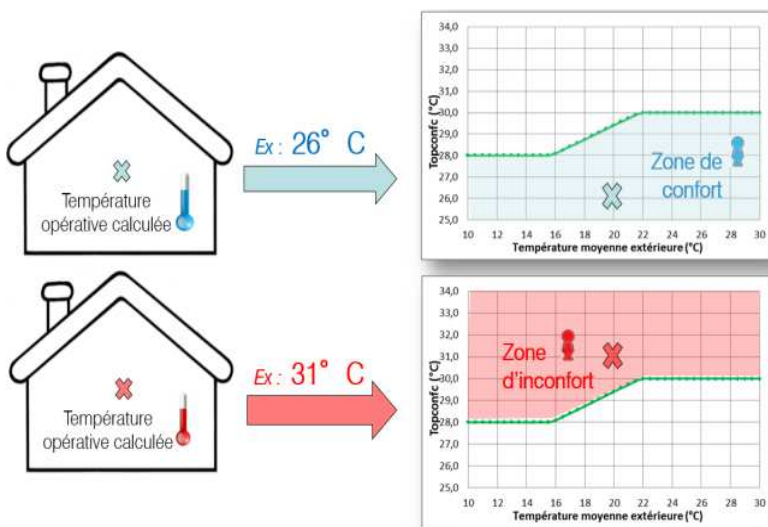 Température
opérative calculée
Ex : 26° C
Topconfc (°C)
34,0
33,0
32,0
31,0
30,0
29,0
28,0
27,0
26,0
25,0
Zone de
confort
10 12 14 16 18 20 22 24 26 28 30
Température moyenne extérieure (°C)
Température
opérative calculée
Ex : 31° C
Topconfc (°C)
34,0
33,0
32,0
31,0
30,0
29,0
28,0
27,0
26,0
25,0
Zone
d'inconfort
10 12 14 16 18 20 22 24 26 28 30
Température moyenne extérieure (°C)